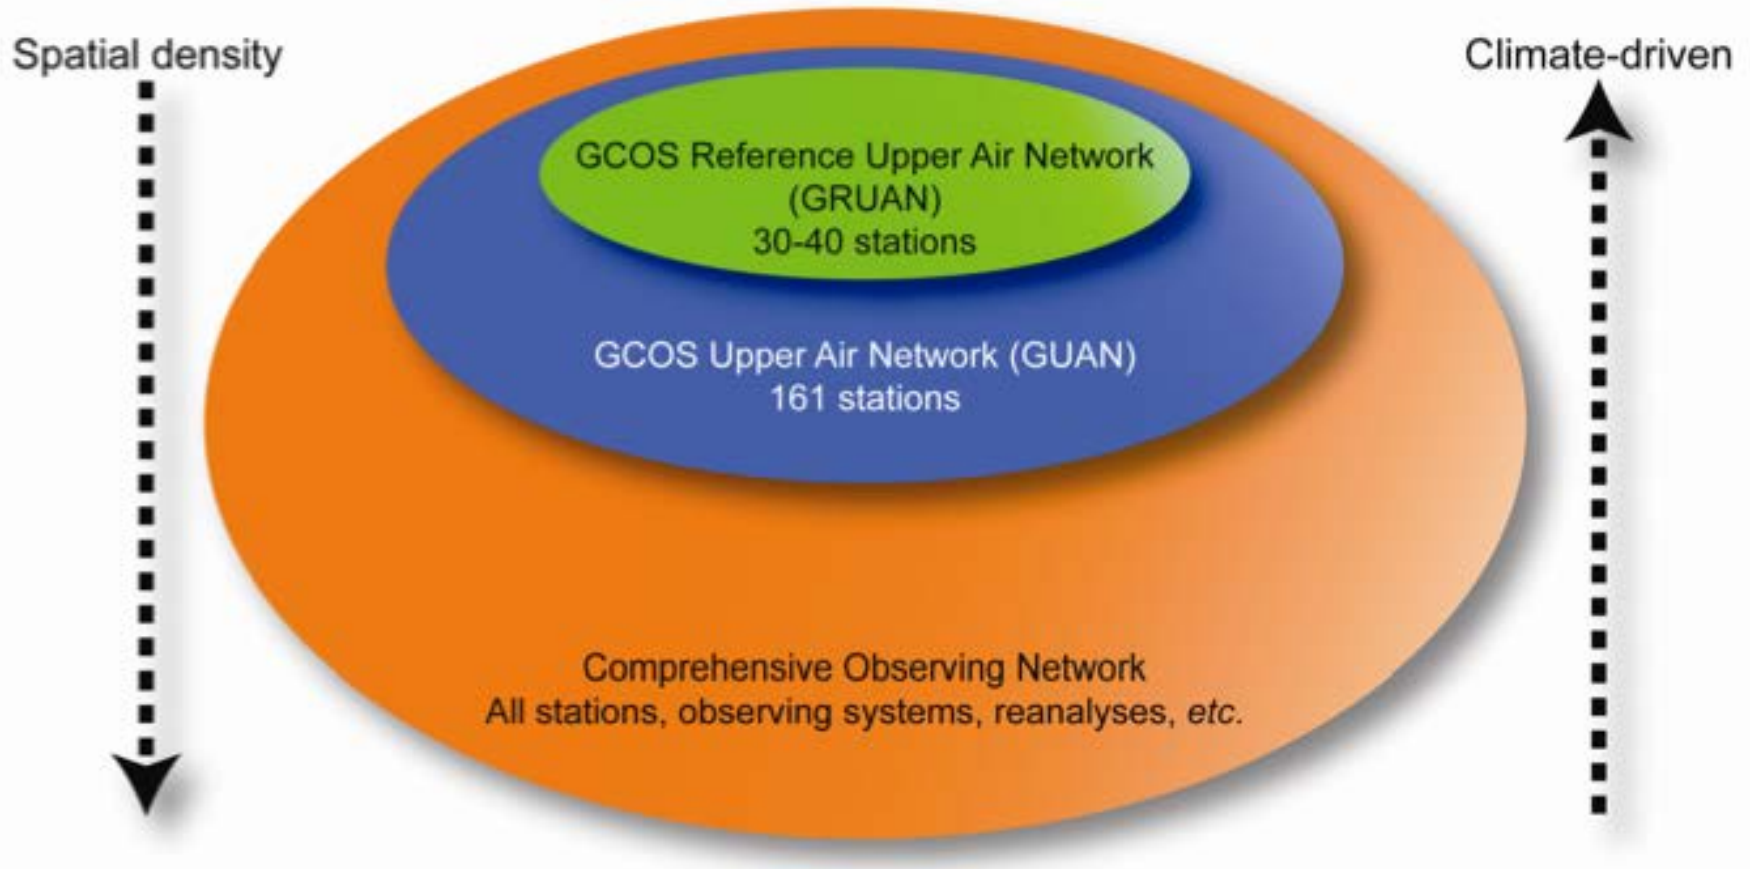 Spatial density
Climate-driven
GCOS Reference Upper Air Network
(GRUAN)
30-40 stations
GCOS Upper Air Network (GUAN)
161 stations
Comprehensive Observing Network
All stations, observing systems, reanalyses, etc.